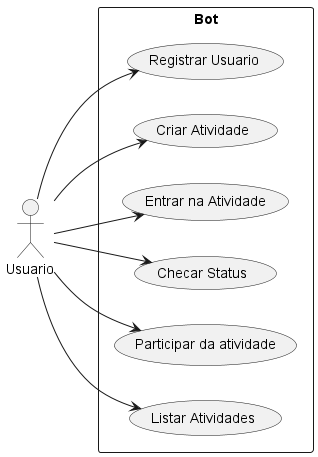 Bot
Registrar Usuario
Criar Atividade
Entrar na Atividade
Usuario
Checar Status
Participar da atividade
Listar Atividades